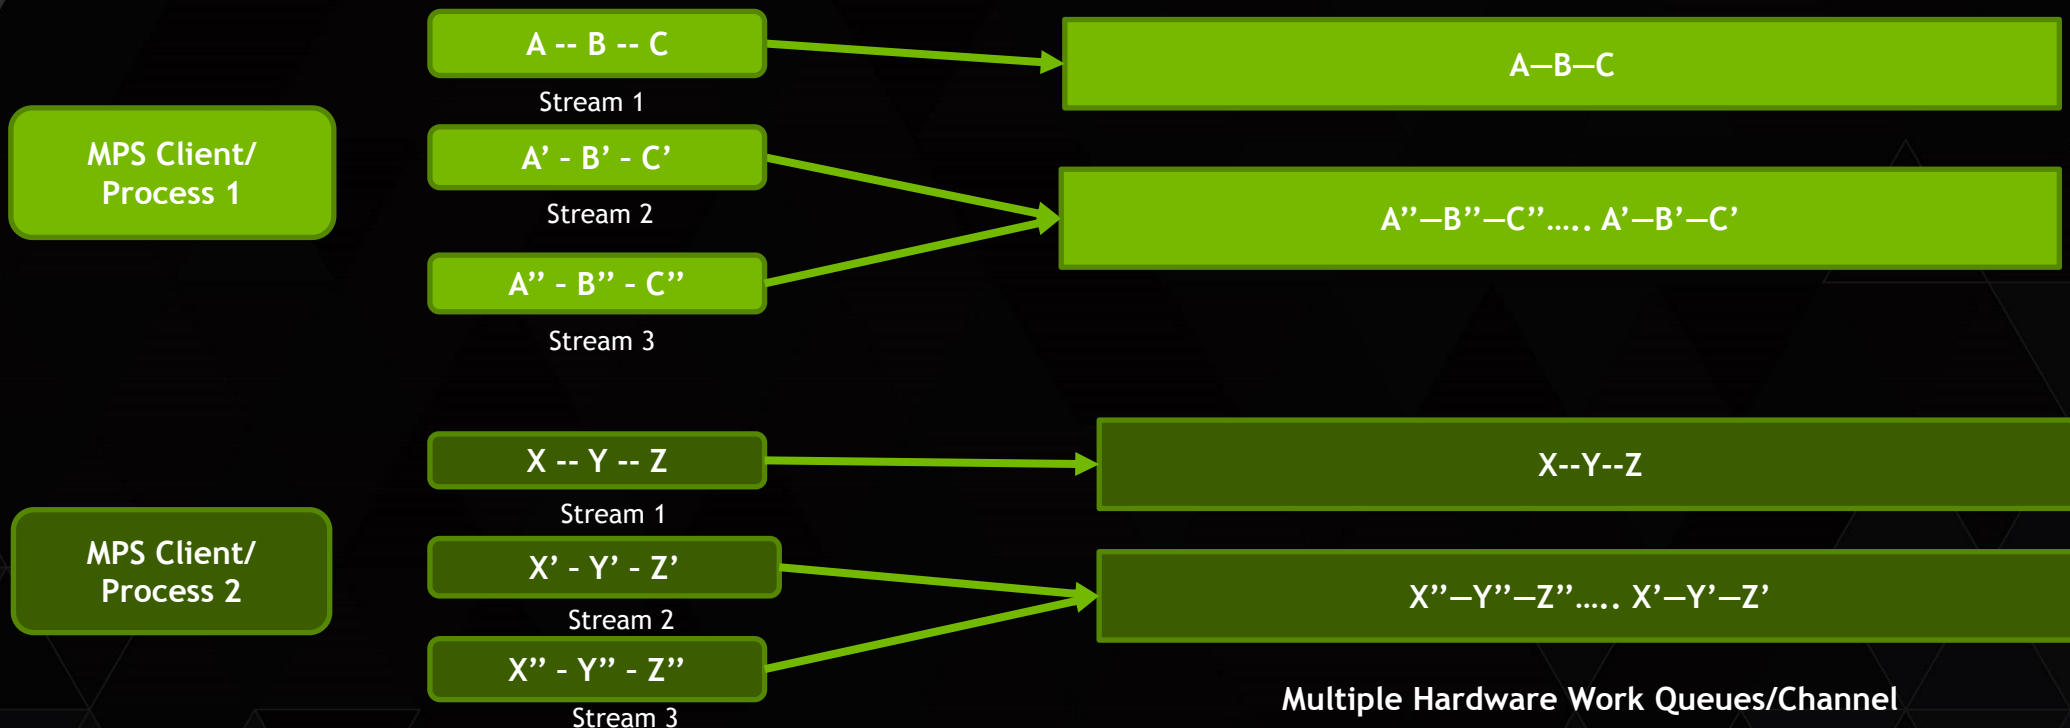 A -- B -- C
A—B—C
Stream 1
MPS Client/
Process 1
A’ – B’ – C’
Stream 2
A’’—B’’—C’’….. A’—B’—C’
A’’ – B’’ – C’’
Stream 3
X -- Y -- Z
X--Y--Z
Stream 1
MPS Client/
Process 2
X’ – Y’ – Z’
Stream 2
X’’—Y’’—Z’’….. X’—Y’—Z’
X’’ – Y’’ – Z’’
Stream 3
Multiple Hardware Work Queues/Channel